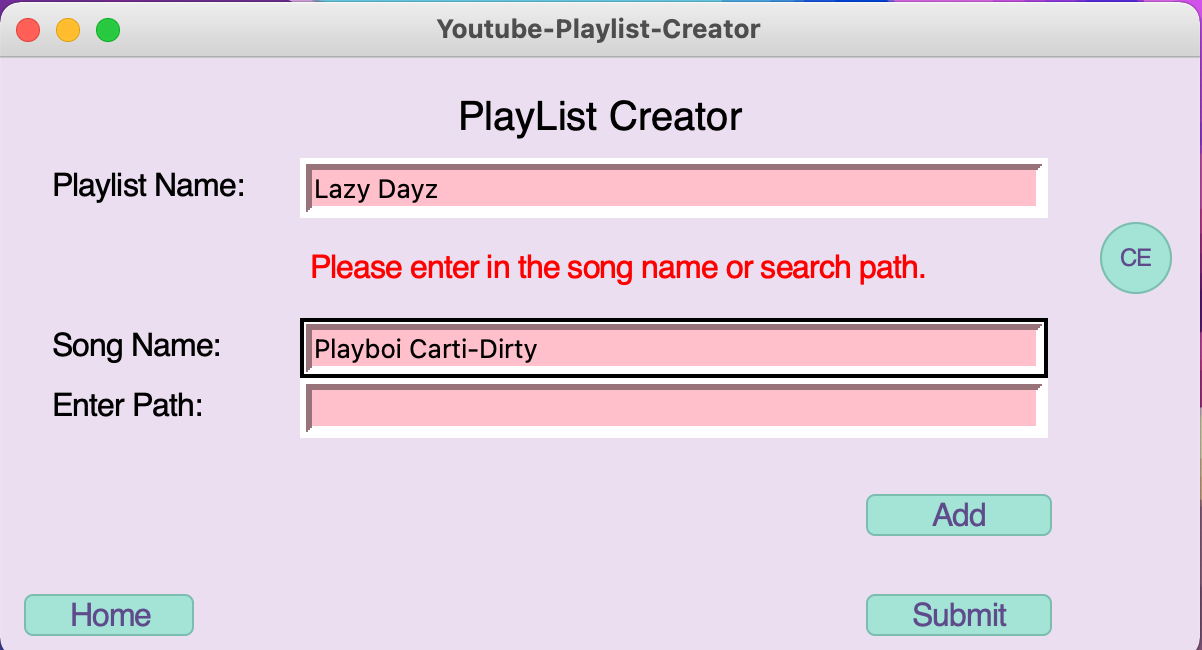 Youtube-Playlist-Creator
PlayList Creator
Playlist Name: Lazy Dayz
Please enter in the song name or search path.
CE
Song Name: Playboi Carti-Dirty
Enter Path:
Add
Home Submit